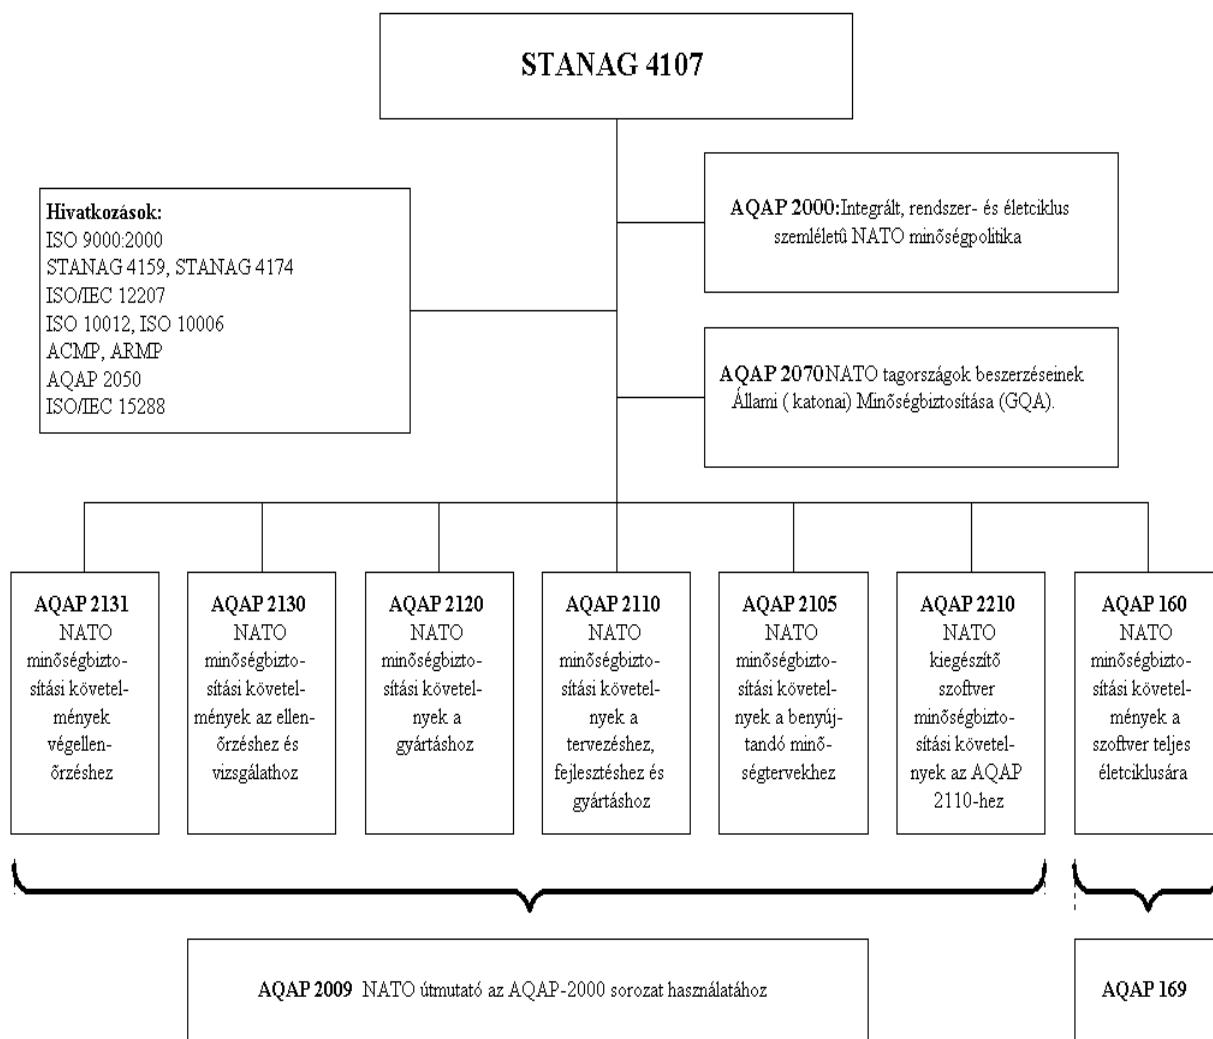 STANAG 4107
AQAP 2000:Integrált, rendszer- és életciklus
szemléletû NATO minőségpolitika
Hivatkozások:
ISO 9000:2000
STANAG 4159, STANAG 4174
ISO/IEC 12207
ISO 10012, ISO 10006
ACMP, ARMP
AQAP 2050
ISO/IEC 15288
AQAP 2070NATO tagországok beszerzéseinek
Állami ( katonai) Minőségbiztosítása (GQA).
AQAP 2131
NATO
minőségbizto-
sítási követel-
mények
végellen-
őrzéshez
AQAP 2130
NATO
minőségbizto-
sítási követel-
mények az ellen-
őrzéshez és
vizsgálathoz
AQAP 2120
NATO
minőségbizto-
sítási követel-
nyek a
gyártáshoz
AQAP 2110
NATO
minőségbizto-
sítási követel-
nyek a
tervezéshez,
fejlesztéshez és
gyártáshoz
AQAP 2105
NATO
minőségbizto-
sítási követel-
nyek a benyúj-
tandó minő-
ségtervekhez
AQAP 2210
NATO
kiegészítő
szoftver
minőségbizto-
sítási követel-
nyek az AQAP
2110-hez
AQAP 160
NATO
minőségbizto-
sítási követel-
mények a
szoftver teljes
életciklusára
AQAP 2009 NATO útmutató az AQAP-2000 sorozat használatához
AQAP 169